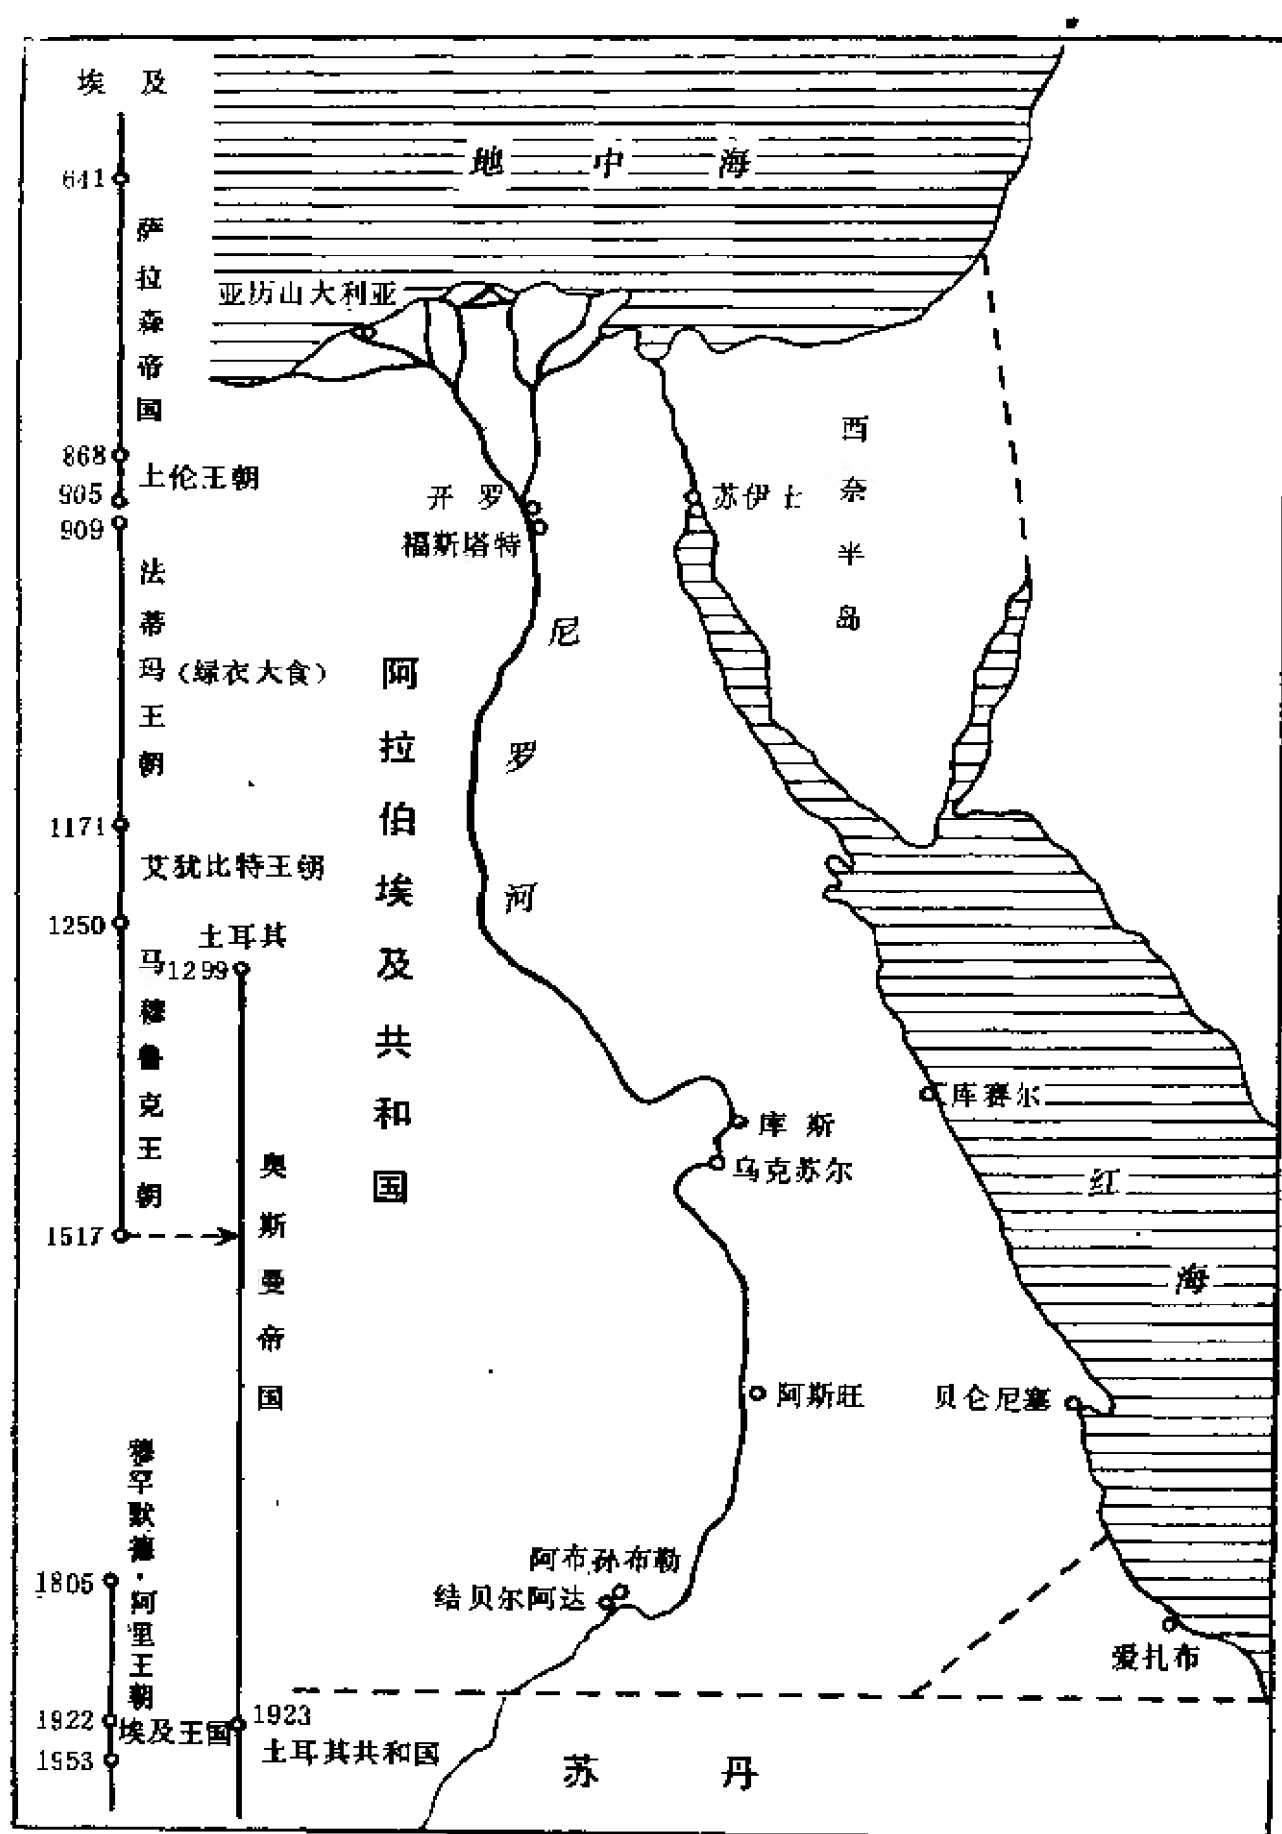 埃及
641
萨拉森帝国
868
土伦王朝
905
909
法蒂玛王朝
(绿衣大食)
1171
艾犹比特王朝
1250
马穆鲁克王朝
1517
土耳其
1299
奥斯曼帝国
穆罕默德·阿里王朝
1805
1922
埃及王国
1953
1923
土耳其共和国
地中海
亚历山大利亚
开罗
福斯塔特
苏伊士
西奈半岛
尼罗河
阿拉伯埃及共和国
库赛尔
库斯
乌克苏尔
红海
阿斯旺
贝仑尼塞
阿布孙布勒
结贝尔阿达
爱扎布
苏丹